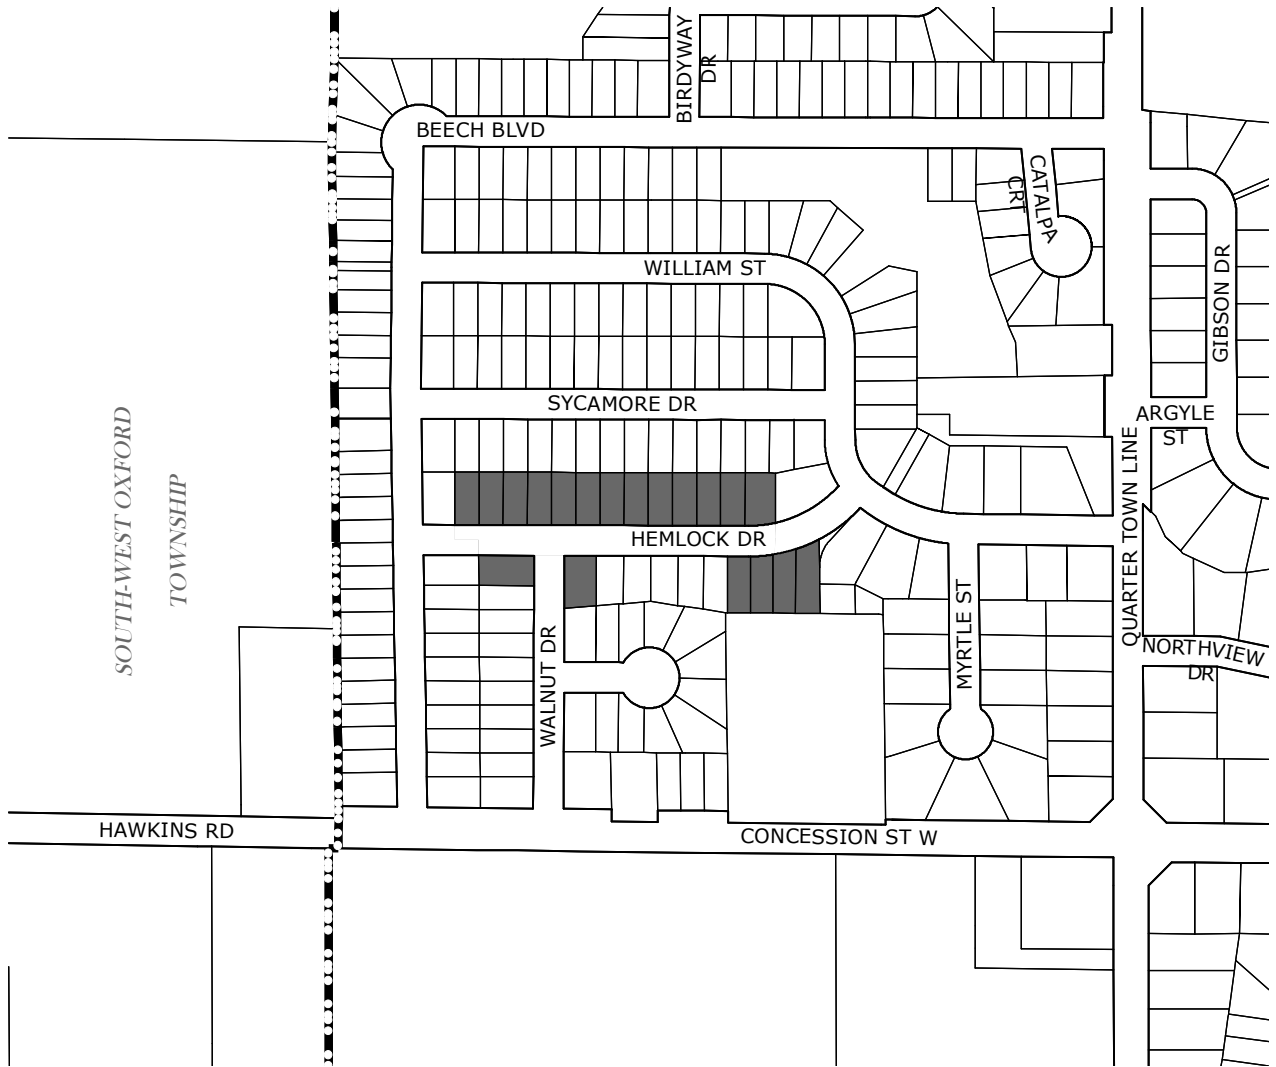 BIRDYWAY
DR
BEECH BLVD
CATALPA
CRT
WILLIAM ST
GIBSON DR
SYCAMORE DR
ARGYLE
ST
SOUTH-WEST OXFORD
TOWNSHIP
QUARTER TOWN LINE
HEMLOCK DR
MYRTLE ST
WALNUT DR
NORTHVIEW
DR
HAWKINS RD
CONCESSION ST W